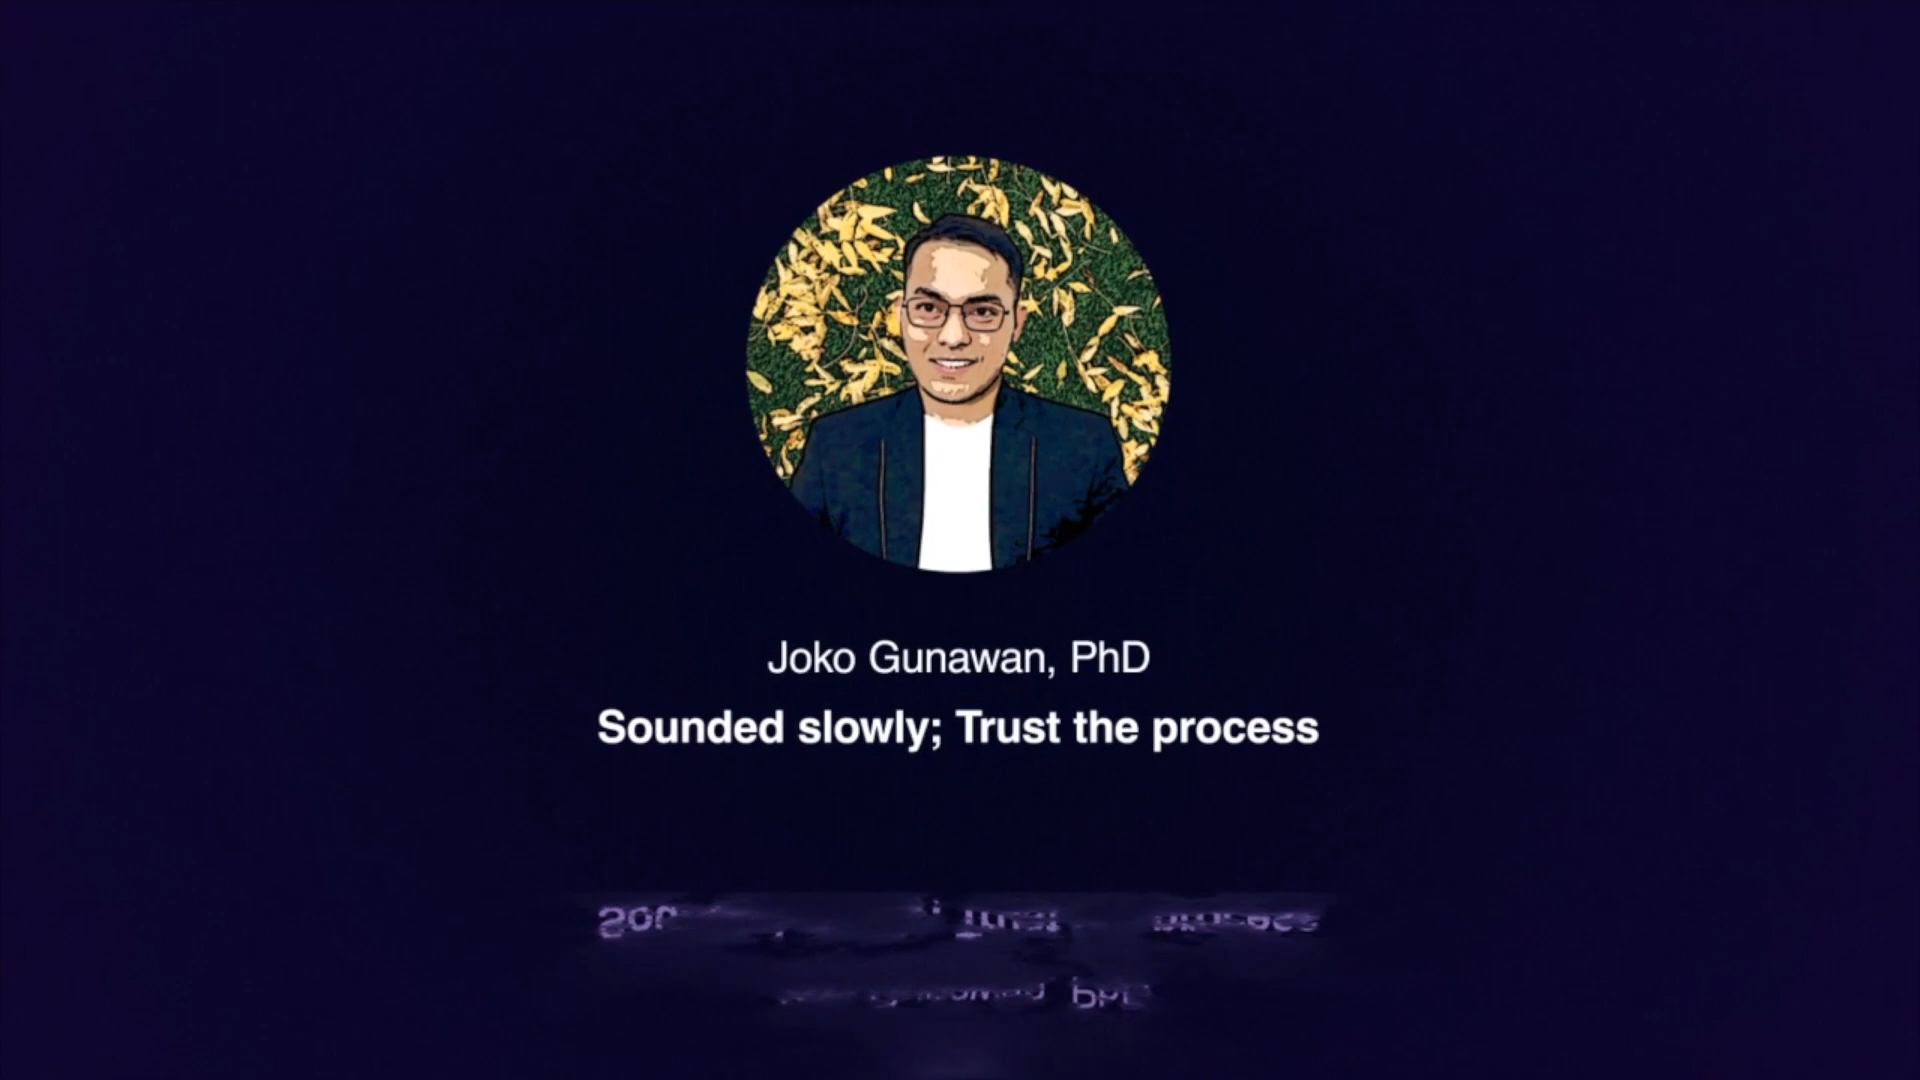 Joko Gunawan, PhD
Sounded slowly; Trust the process